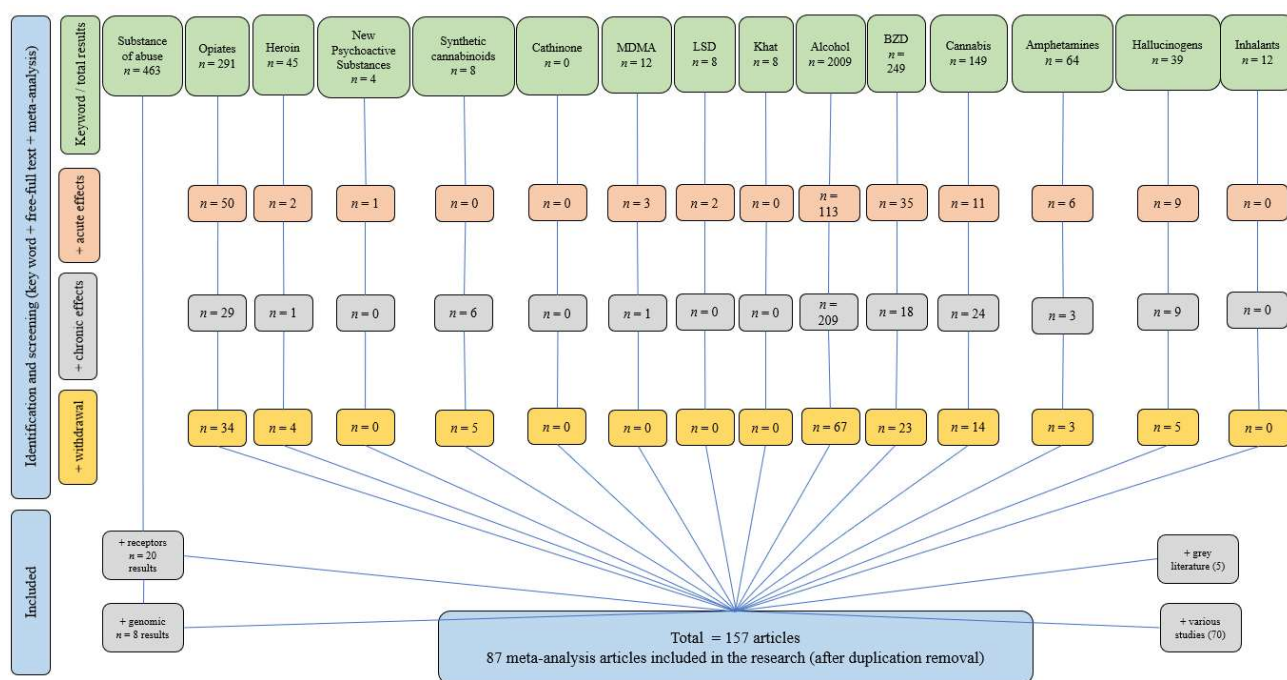 Identification and screening (key word + free-full text + meta-analysis)
Keyword / total results
Substance
of abuse
n = 463
Opiates
n = 291
Heroin
n = 45
New
Psychoactive
Substances
n = 4
Synthetic
cannabinoids
n = 8
Cathinone
n = 0
MDMA
n = 12
LSD
n = 8
Khat
n = 8
Alcohol
n = 2009
BZD
n =
249
Cannabis
n = 149
Amphetamines
n = 64
Hallucinogens
n = 39
Inhalants
n = 12
+ acute effects
n = 50
n = 2
n = 1
n = 0
n = 0
n = 3
n = 2
n = 0
n =
113
n = 35
n = 11
n = 6
n = 9
n = 0
+ chronic effects
n = 29
n = 1
n = 0
n = 6
n = 0
n = 1
n = 0
n = 0
n =
209
n = 18
n = 24
n = 3
n = 9
n = 0
+ withdrawal
n = 34
n = 4
n = 0
n = 5
n = 0
n = 0
n = 0
n = 0
n = 67
n = 23
n = 14
n = 3
n = 5
n = 0
Included
+ receptors
n = 20
results
+ genomic
n = 8 results
+ grey
literature (5)
+ various
studies (70)
Total = 157 articles
87 meta-analysis articles included in the research (after duplication removal)